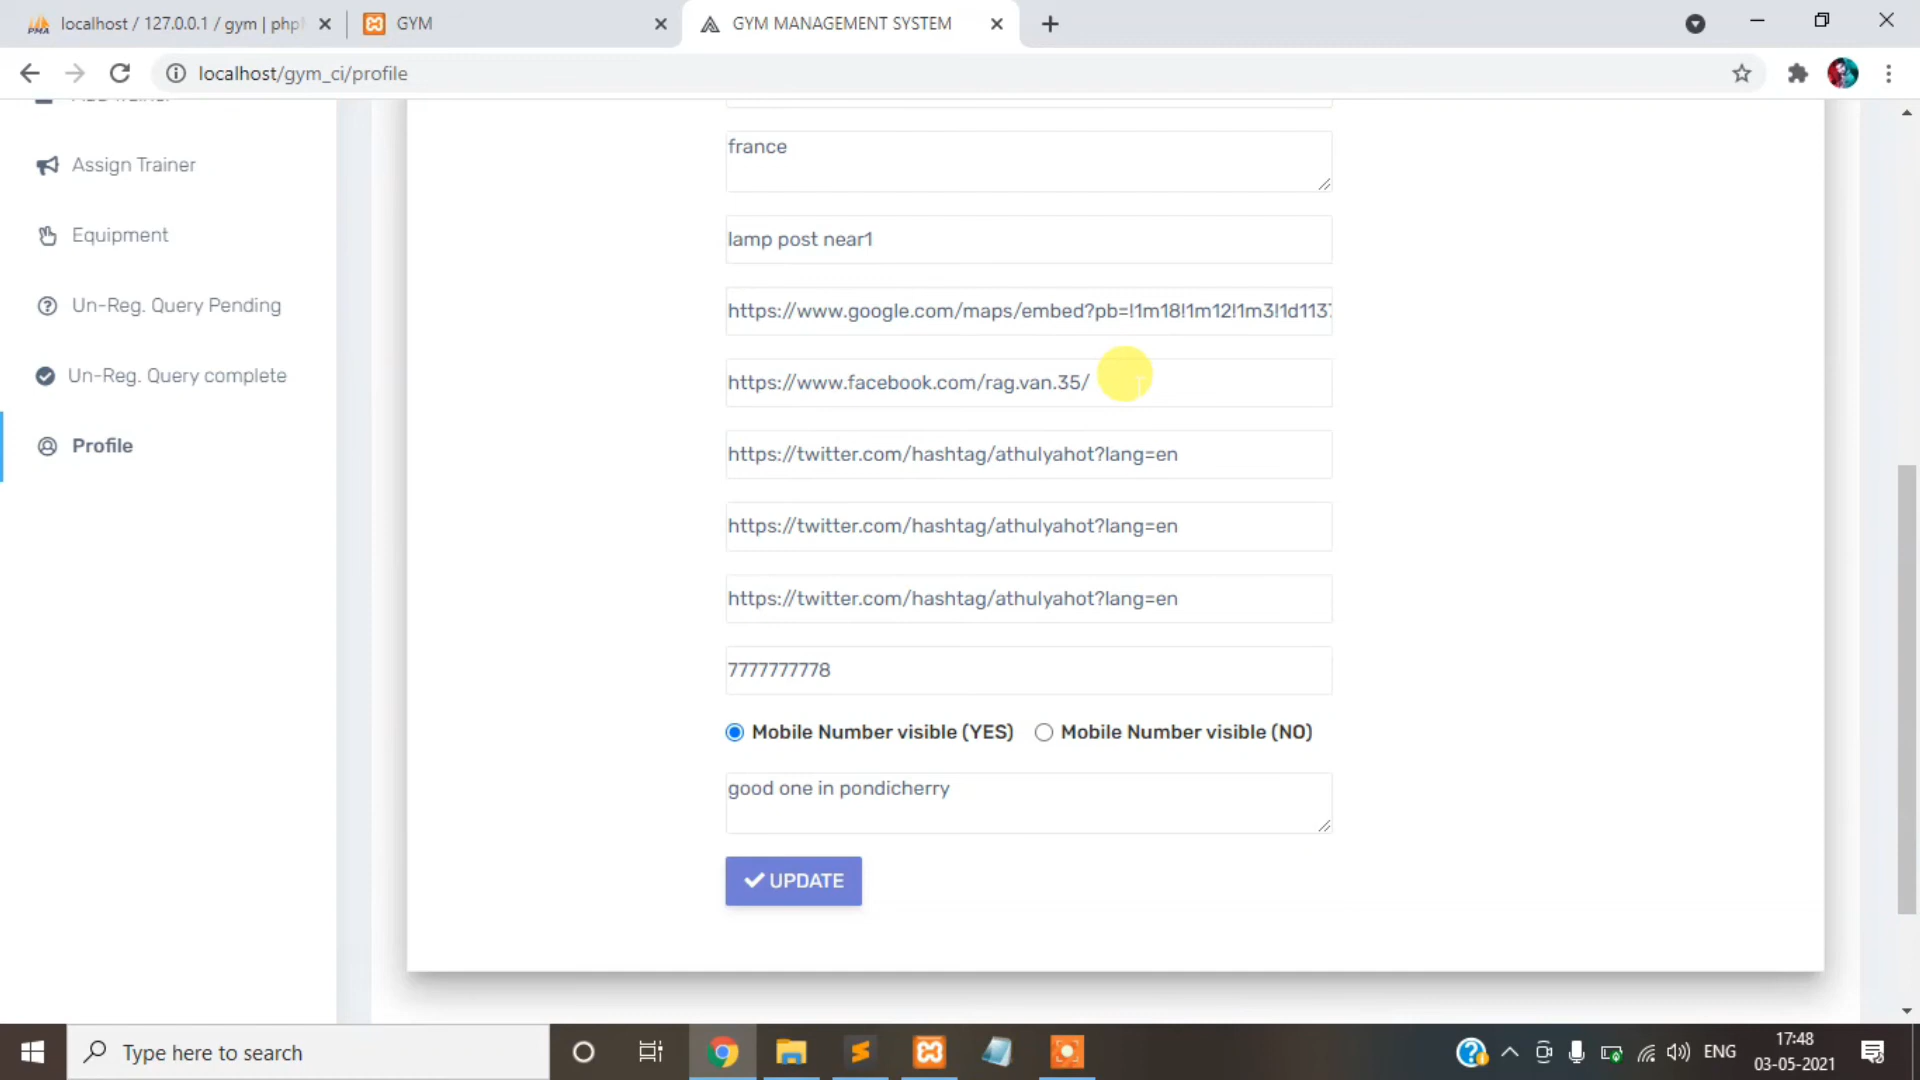 localhost / 127.0.0.1 / gym | php
GYM
GYM MANAGEMENT SYSTEM
localhost/gym_ci/profile
Assign Trainer
Equipment
Un-Reg. Query Pending
Un-Reg. Query complete
Profile
france
lamp post near1
https://www.google.com/maps/embed?pb=!1m18!1m12!1m3!1d1137
https://www.facebook.com/rag.van.35/
https://twitter.com/hashtag/athulyahot?lang=en
https://twitter.com/hashtag/athulyahot?lang=en
https://twitter.com/hashtag/athulyahot?lang=en
7777777778
Mobile Number visible (YES) Mobile Number visible (NO)
good one in pondicherry
UPDATE
Type here to search
ENG
17:48
03-05-2021